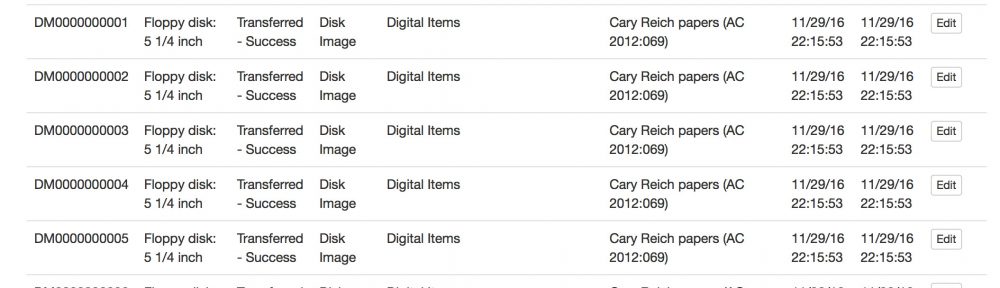 DM0000000001 Floppy disk: Transferred Disk Digital Items Cary Reich papers (AC 11/29/16 11/29/16 Edit
5 1/4 inch - Success Image 2012:069) 22:15:53 22:15:53
DM0000000002 Floppy disk: Transferred Disk Digital Items Cary Reich papers (AC 11/29/16 11/29/16 Edit
5 1/4 inch - Success Image 2012:069) 22:15:53 22:15:53
DM0000000003 Floppy disk: Transferred Disk Digital Items Cary Reich papers (AC 11/29/16 11/29/16 Edit
5 1/4 inch - Success Image 2012:069) 22:15:53 22:15:53
DM0000000004 Floppy disk: Transferred Disk Digital Items Cary Reich papers (AC 11/29/16 11/29/16 Edit
5 1/4 inch - Success Image 2012:069) 22:15:53 22:15:53
DM0000000005 Floppy disk: Transferred Disk Digital Items Cary Reich papers (AC 11/29/16 11/29/16 Edit
5 1/4 inch - Success Image 2012:069) 22:15:53 22:15:53